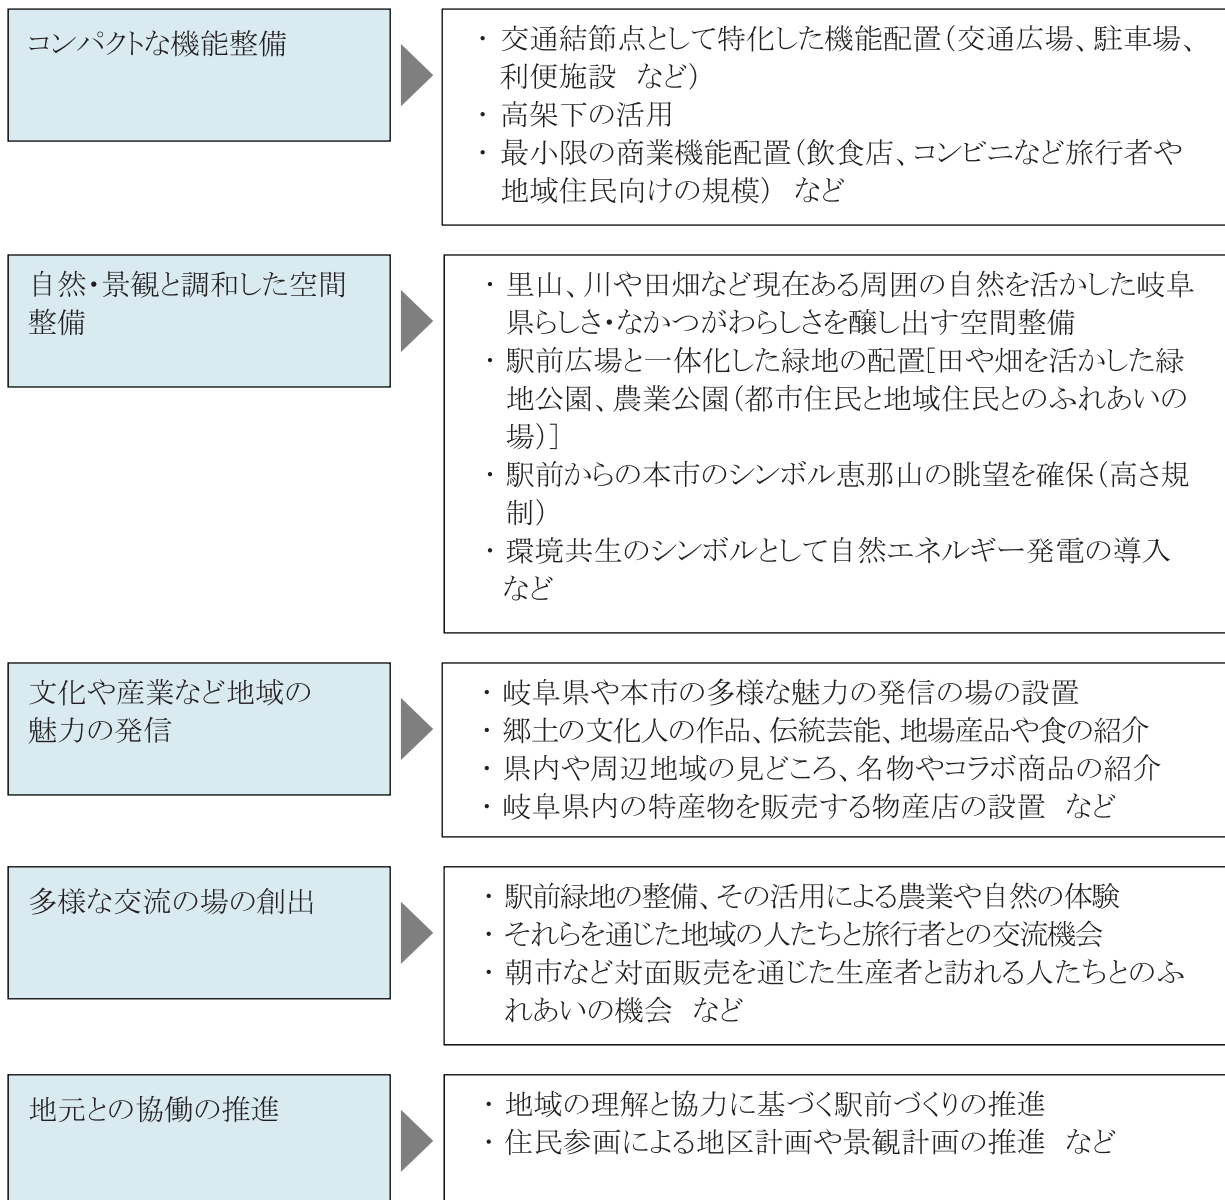 コンパクトな機能整備
・交通結節点として特化した機能配置(交通広場、駐車場、
利便施設　など)
・高架下の活用
・最小限の商業機能配置(飲食店、コンビニなど旅行者や
地域住民向けの規模)　など
自然・景観と調和した空間
整備
・里山、川や田畑など現在ある周囲の自然を活かした岐阜
県らしさ・なかつがわらしさを醸し出す空間整備
・駅前広場と一体化した緑地の配置[田や畑を活かした緑
地公園、農業公園(都市住民と地域住民とのふれあいの
場)]
・駅前からの本市のシンボル恵那山の眺望を確保(高さ規
制)
・環境共生のシンボルとして自然エネルギー発電の導入
など
文化や産業など地域の
魅力の発信
・岐阜県や本市の多様な魅力の発信の場の設置
・郷土の文化人の作品、伝統芸能、地場産品や食の紹介
・県内や周辺地域の見どころ、名物やコラボ商品の紹介
・岐阜県内の特産物を販売する物産店の設置　など
多様な交流の場の創出
・駅前緑地の整備、その活用による農業や自然の体験
・それらを通じた地域の人たちと旅行者との交流機会
・朝市など対面販売を通じた生産者と訪れる人たちとのふ
れあいの機会　など
地元との協働の推進
・地域の理解と協力に基づく駅前づくりの推進
・住民参画による地区計画や景観計画の推進　など